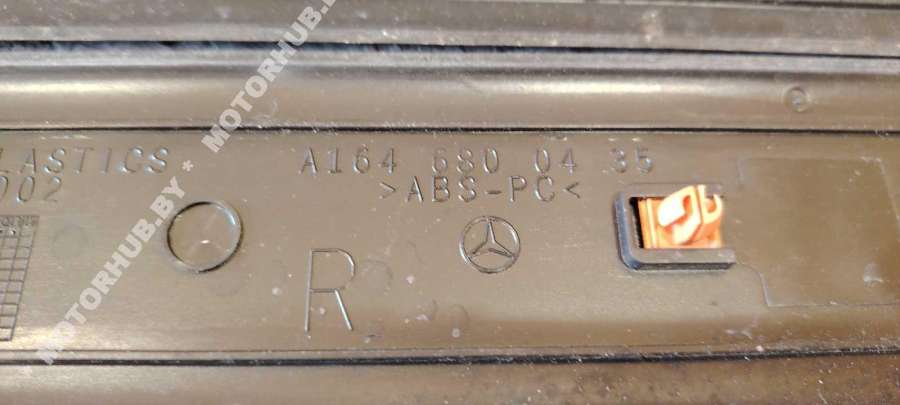 LASTICS
002
A164 680 04 35
>ABS-PC<
R
MOTORHUB.BY * MOTORHUB.BY * MOTORHUB.BY